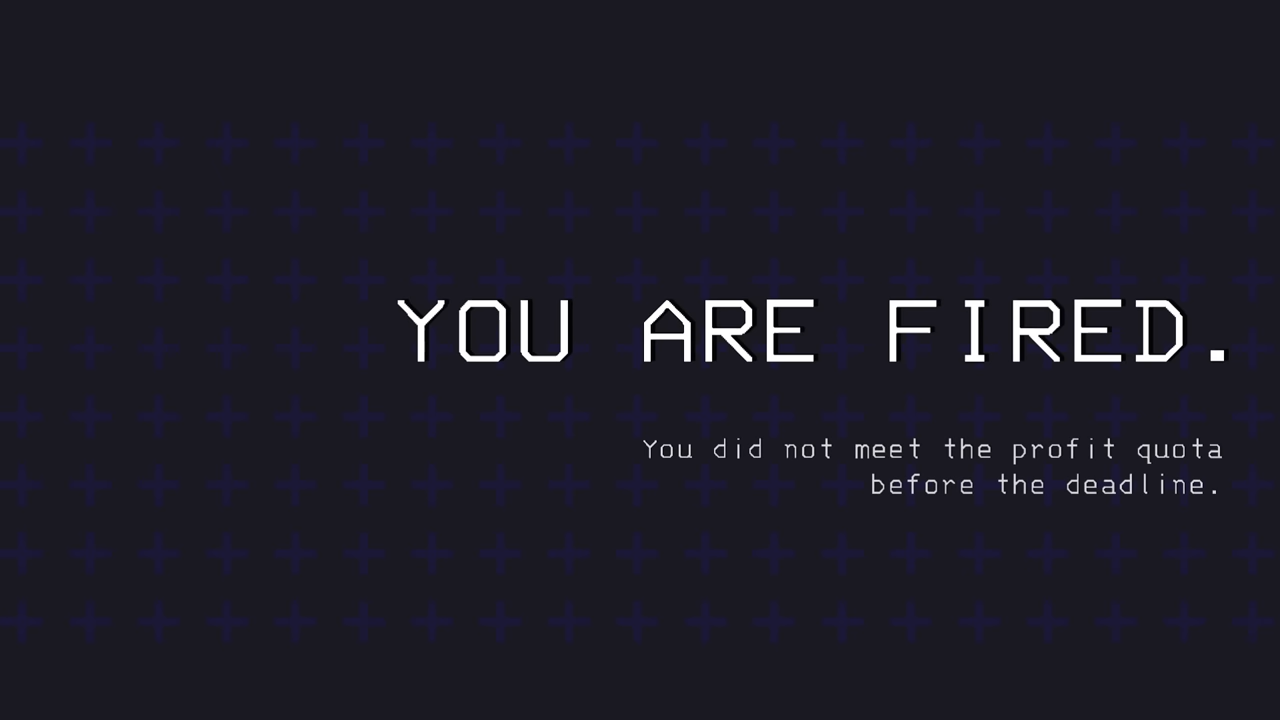 YOU ARE FIRED.
You did not meet the profit quota
before the deadline.